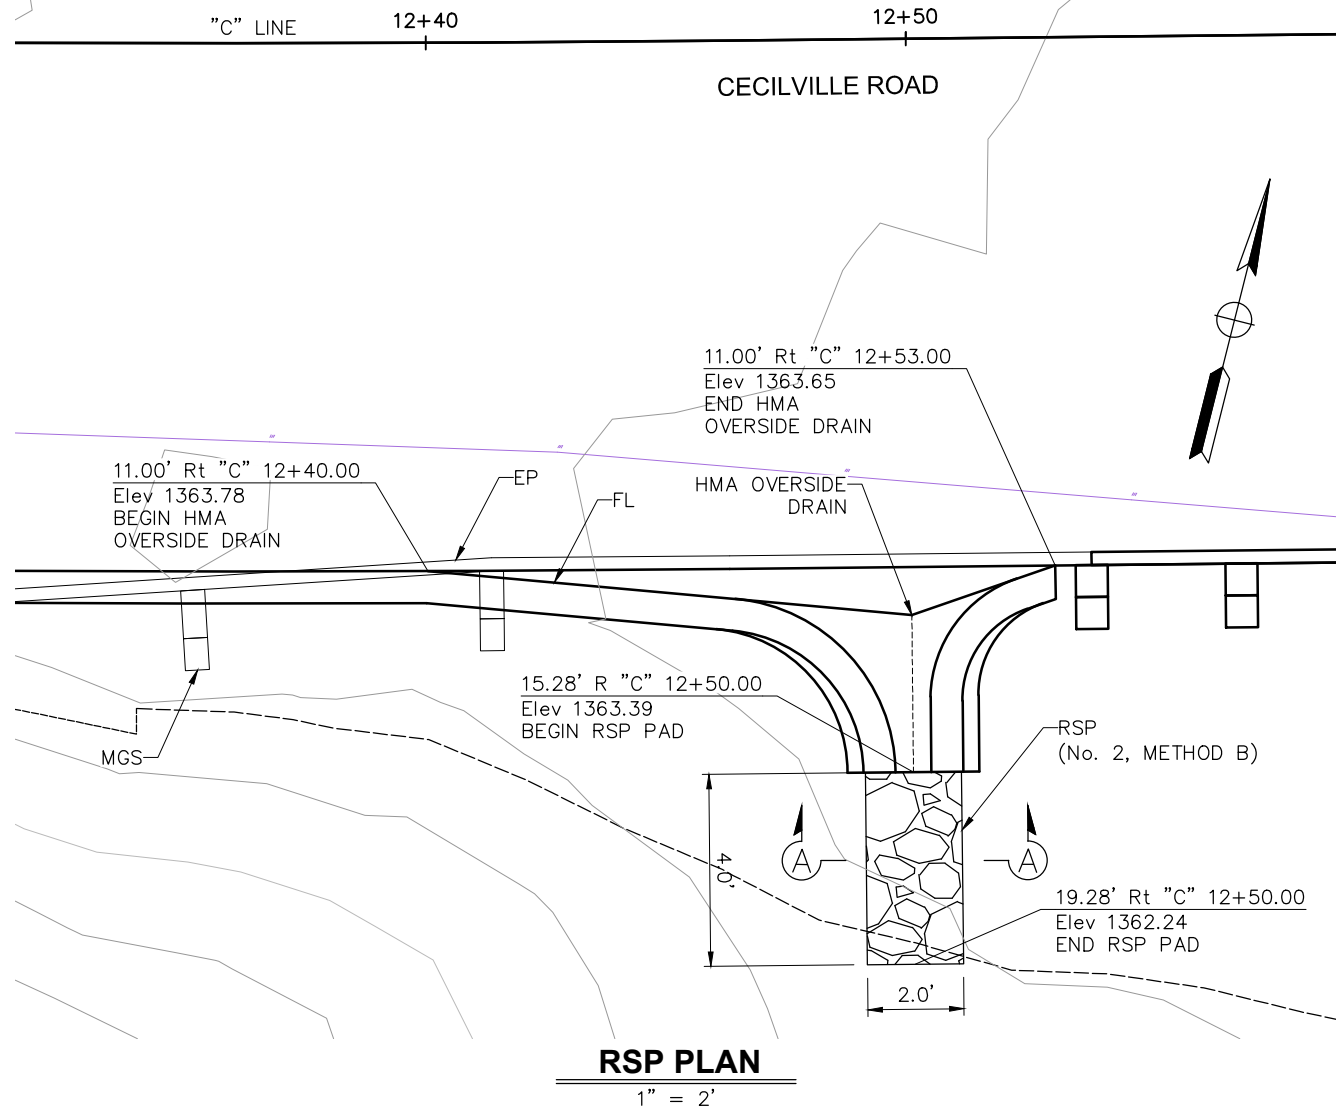 "C" LINE
12+40
12+50
CECILVILLE ROAD
11.00' Rt "C" 12+53.00
Elev 1363.65
END HMA
OVERSIDE DRAIN
11.00' Rt "C" 12+40.00
Elev 1363.78
BEGIN HMA
OVERSIDE DRAIN
EP
FL
HMA OVERSIDE
DRAIN
15.28' R "C" 12+50.00
Elev 1363.39
BEGIN RSP PAD
MGS
RSP
(No. 2, METHOD B)
4.0'
A
A
19.28' Rt "C" 12+50.00
Elev 1362.24
END RSP PAD
2.0'
RSP PLAN
1" = 2'